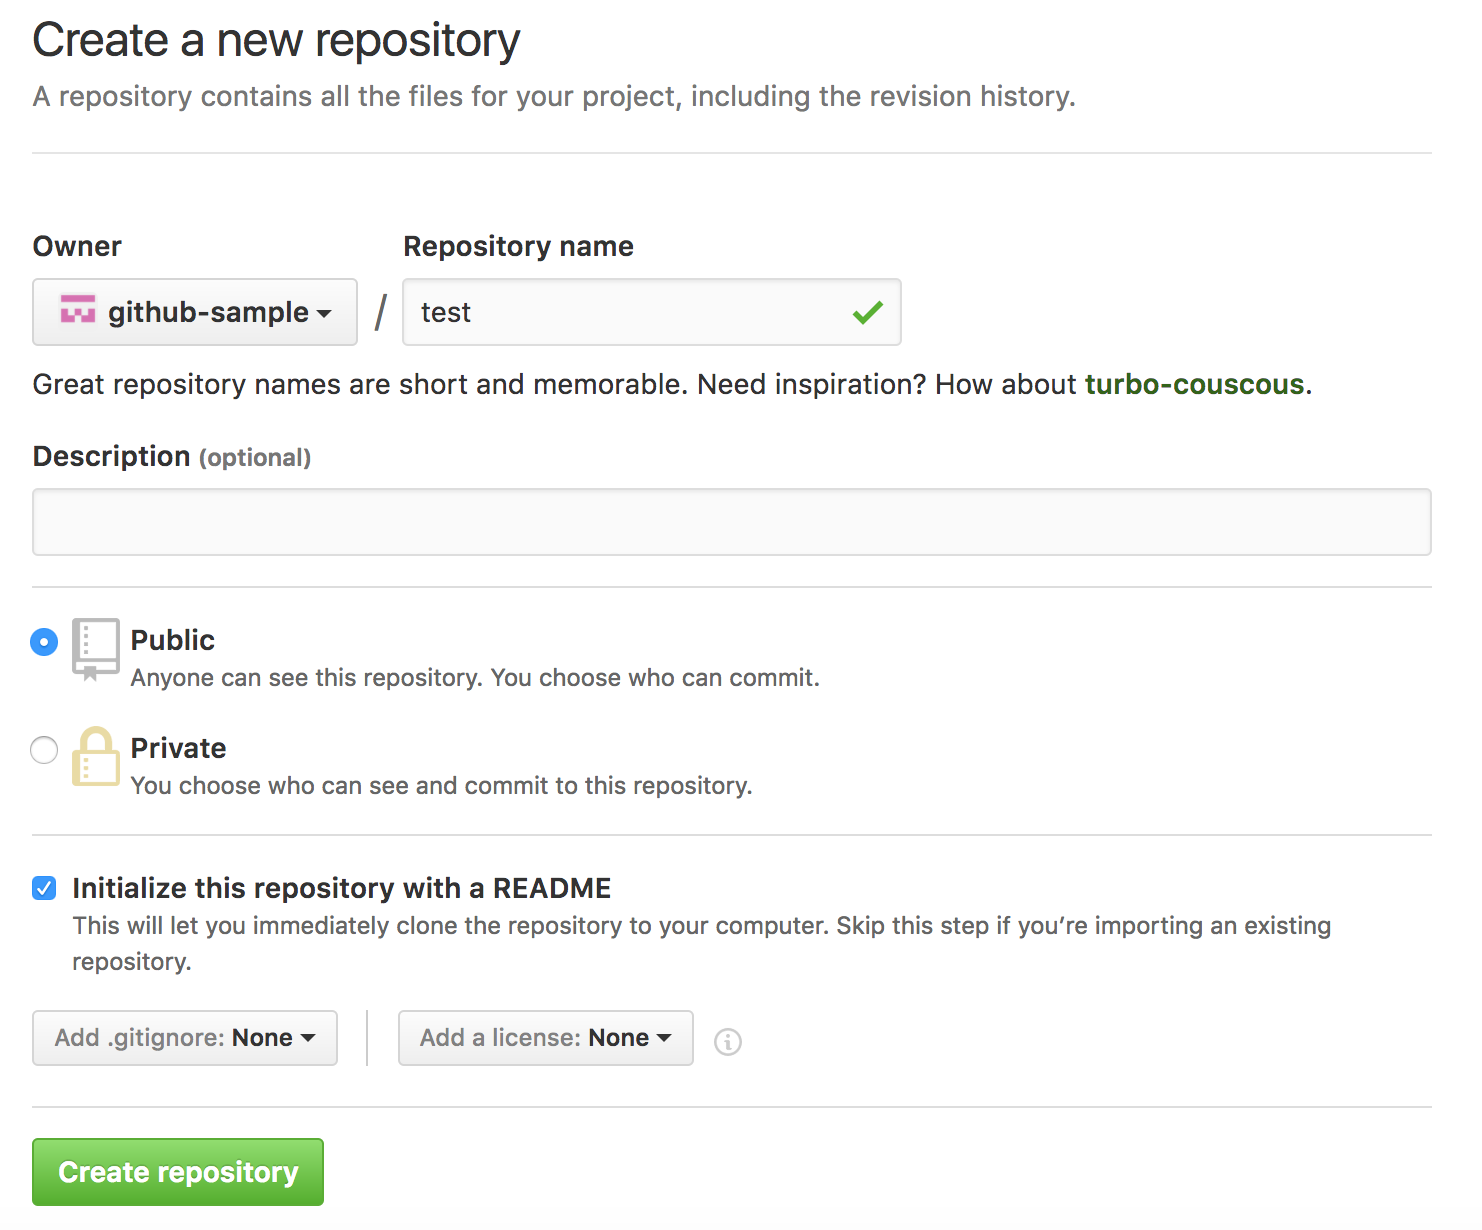 Create a new repository
A repository contains all the files for your project, including the revision history.
Owner
Repository name
github-sample / test
Great repository names are short and memorable. Need inspiration? How about turbo-couscous.
Description (optional)
Public
Anyone can see this repository. You choose who can commit.
Private
You choose who can see and commit to this repository.
Initialize this repository with a README
This will let you immediately clone the repository to your computer. Skip this step if you’re importing an existing
repository.
Add .gitignore: None
Add a license: None
Create repository